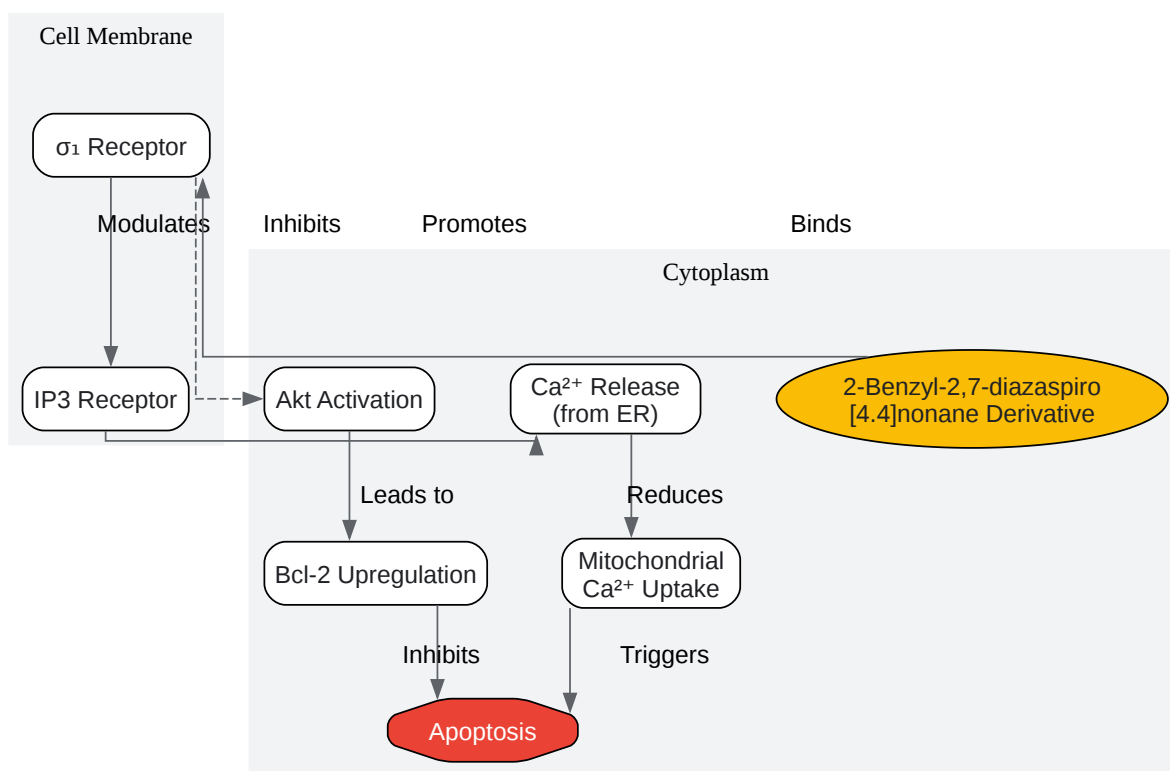 Cell Membrane
σ₁ Receptor
Modulates
Inhibits
Promotes
Binds
Cytoplasm
IP3 Receptor
Akt Activation
Ca²⁺ Release
(from ER)
2-Benzyl-2,7-diazaspiro
[4.4]nonane Derivative
Leads to
Reduces
Bcl-2 Upregulation
Mitochondrial
Ca²⁺ Uptake
Inhibits
Triggers
Apoptosis